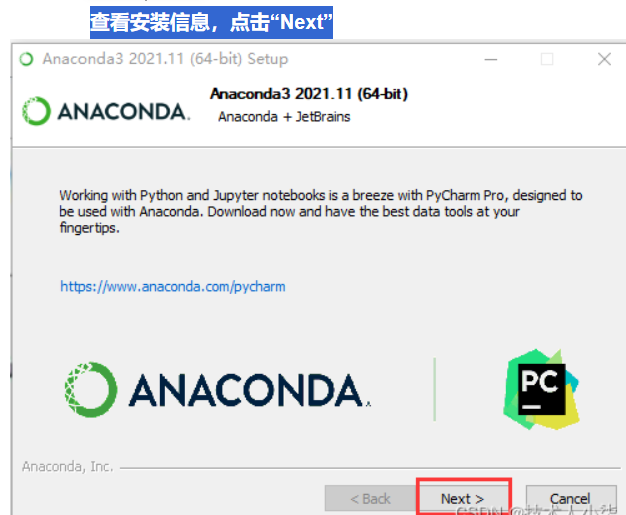 查看安装信息，点击“Next”
Anaconda3 2021.11 (64-bit) Setup
ANACONDA.
Anaconda3 2021.11 (64-bit)
Anaconda + JetBrains
Working with Python and Jupyter notebooks is a breeze with PyCharm Pro, designed to
be used with Anaconda. Download now and have the best data tools at your
fingertips.
https://www.anaconda.com/pycharm
ANACONDA.
PC
Anaconda, Inc.
< Back
Next >
Cancel